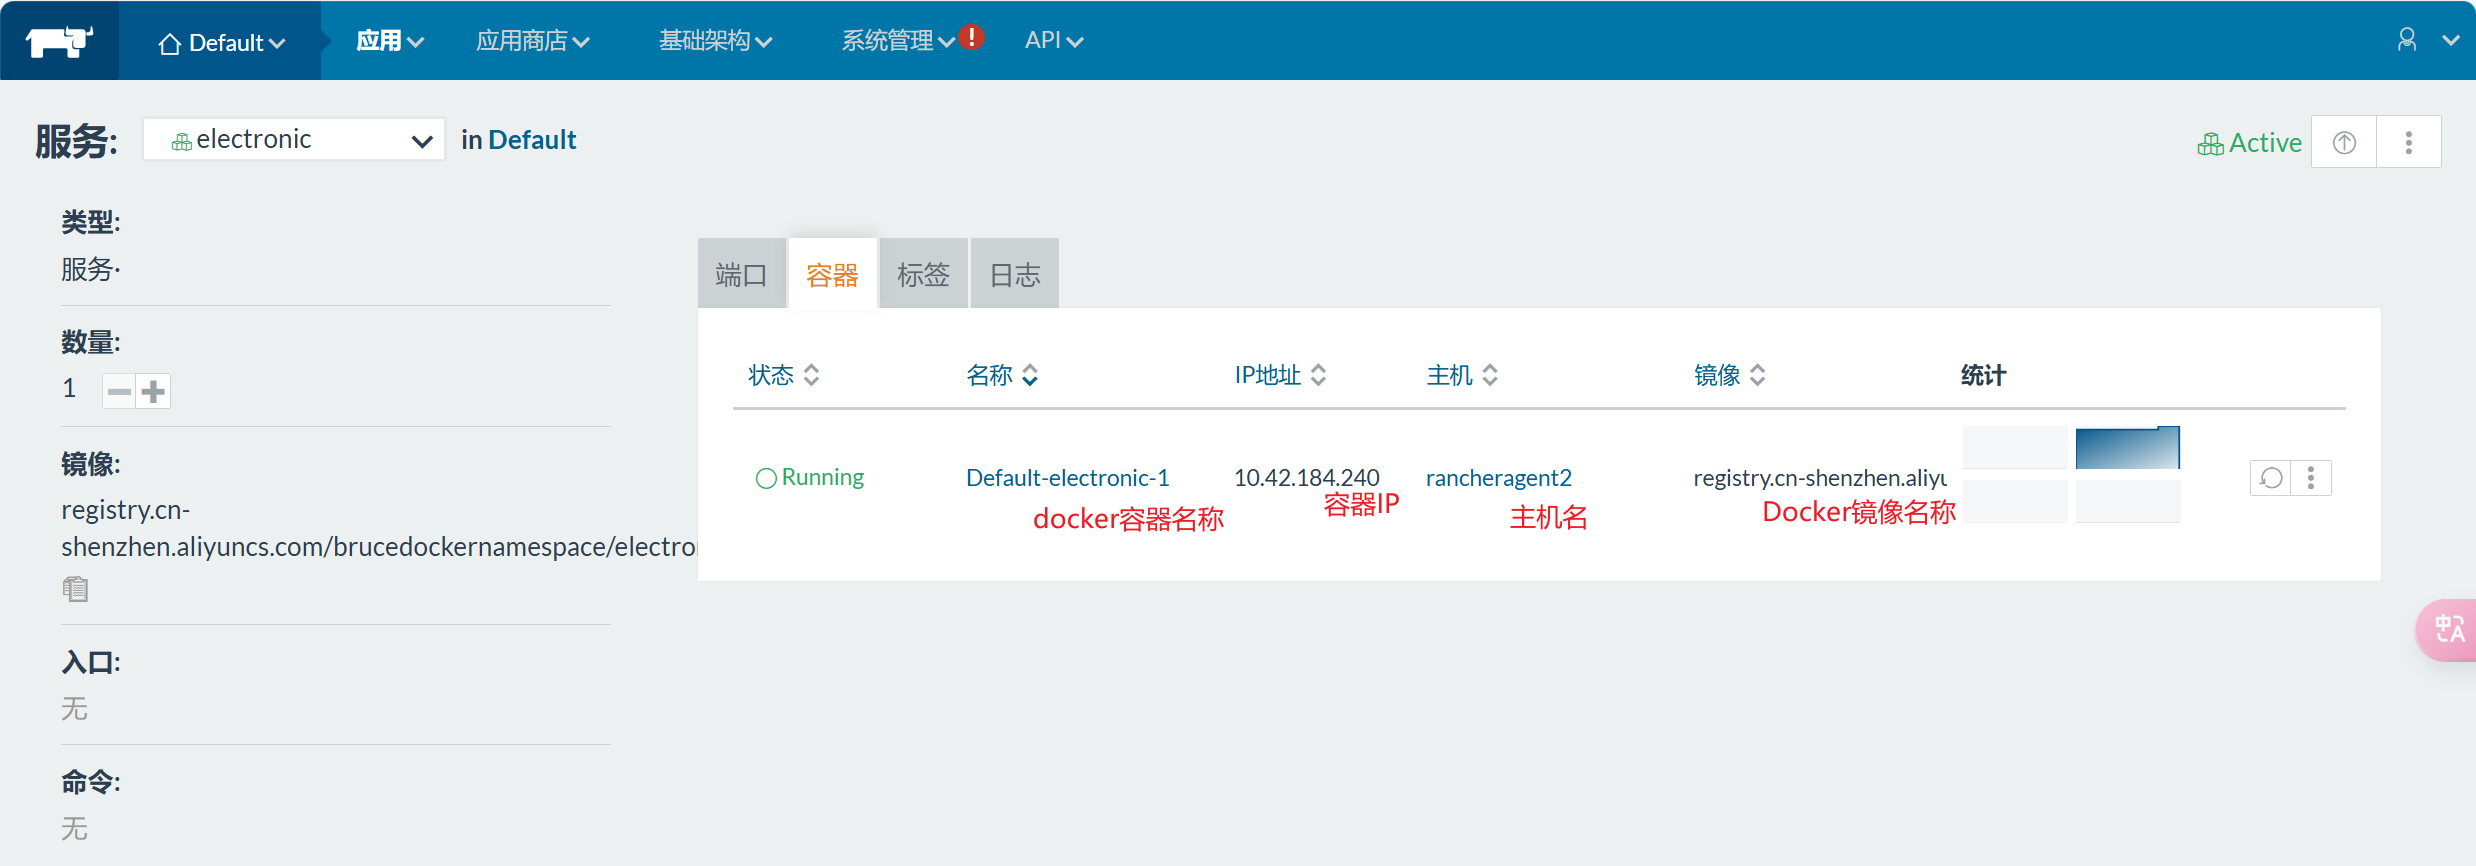 Default 应用 应用商店 基础架构 系统管理 ! API
服务: electronic in Default Active
类型:
服务
数量:
1
镜像:
registry.cn-
shenzhen.aliyuncs.com/brucedockernamespace/electro
入口:
无
命令:
无
端口 容器 标签 日志
状态 名称 IP地址 主机 镜像 统计
Running Default-electronic-1 10.42.184.240 rancheragent2 registry.cn-shenzhen.aliyu
docker容器名称 容器IP 主机名 Docker镜像名称
中A